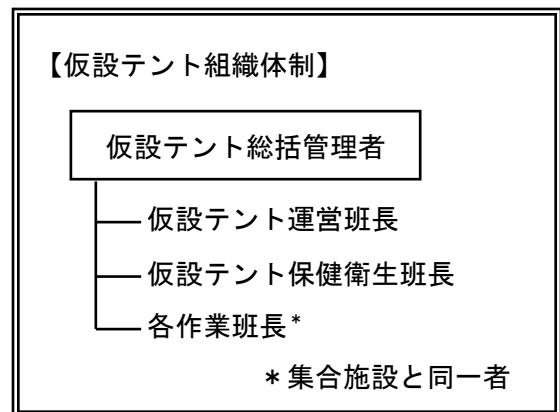 【仮設テント組織体制】
仮設テント総括管理者
仮設テント運営班長
仮設テント保健衛生班長
各作業班長*
*集合施設と同一者